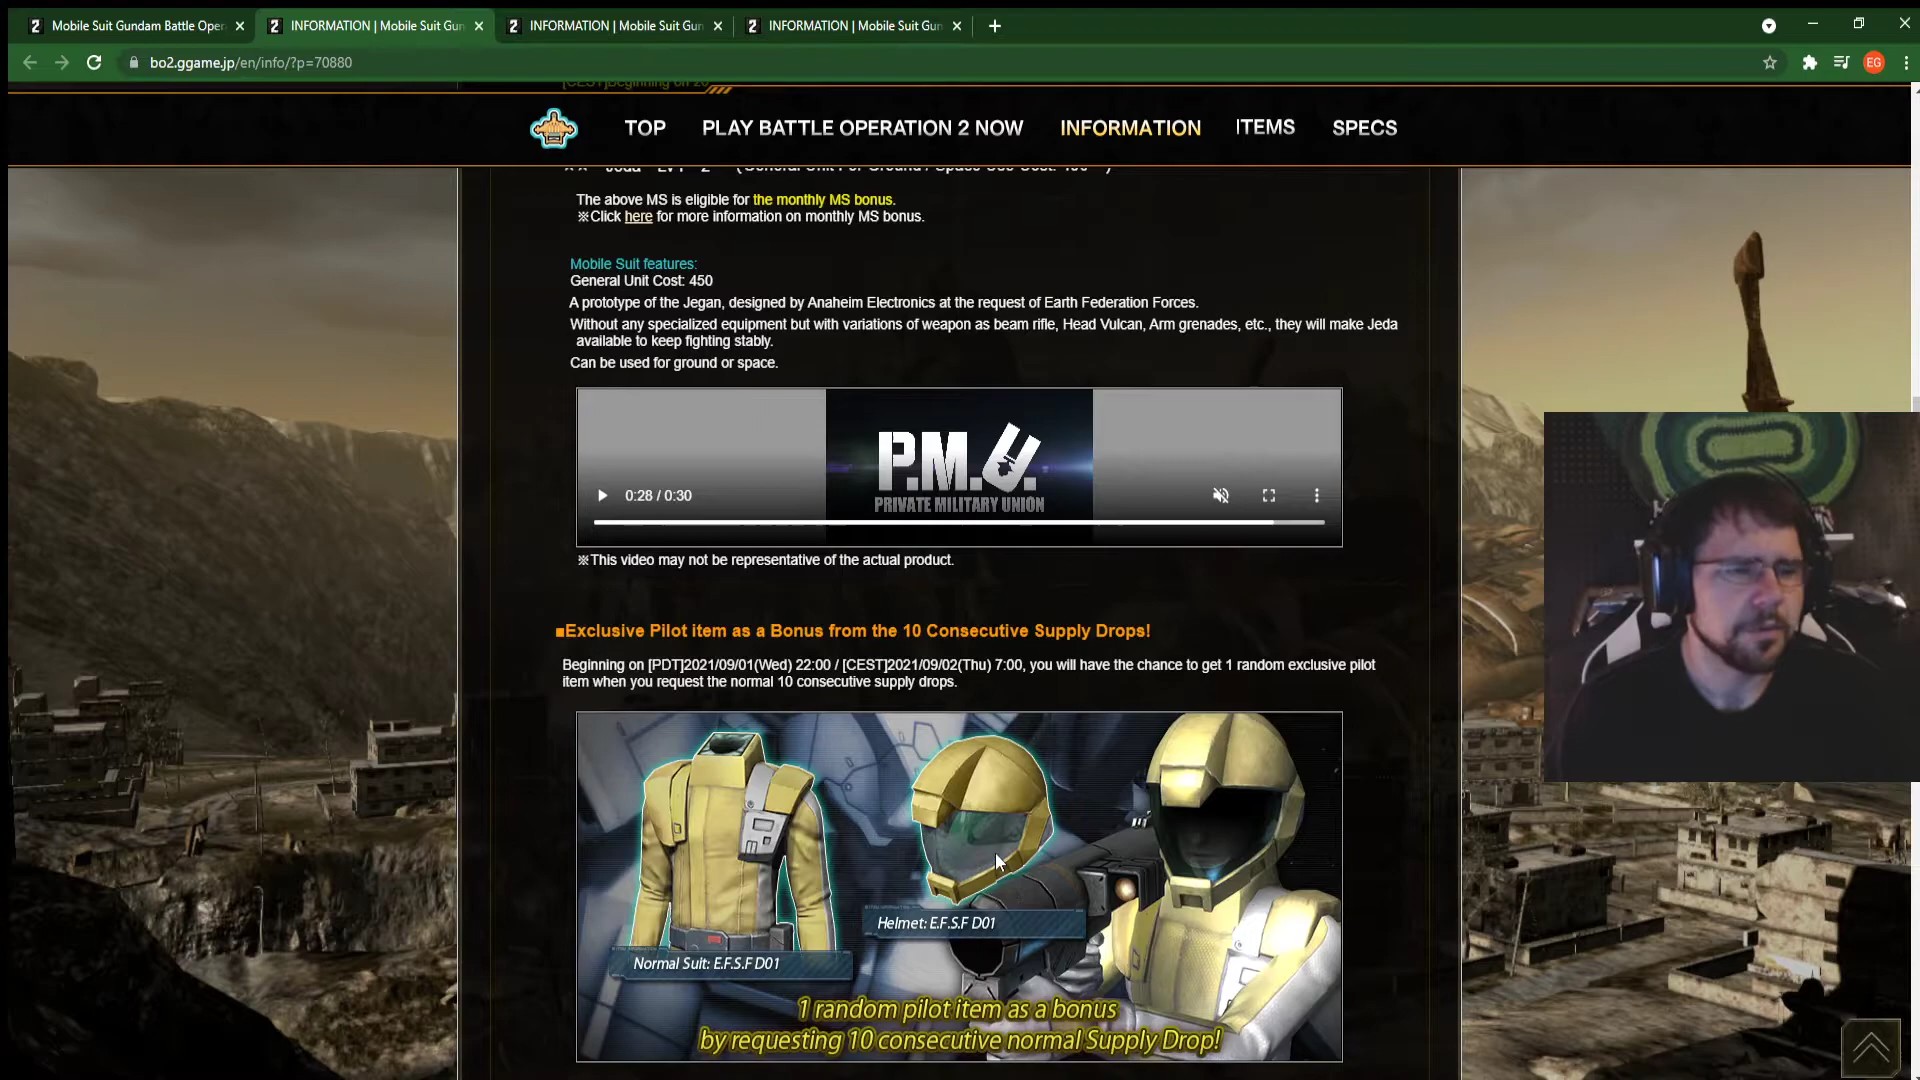 Mobile Suit Gundam Battle Oper
INFORMATION | Mobile Suit Gun
INFORMATION | Mobile Suit Gun
INFORMATION | Mobile Suit Gun
bo2.ggame.jp/en/info/?p=70880
EG
[CEST]Beginning on 20
TOP
PLAY BATTLE OPERATION 2 NOW
INFORMATION
ITEMS
SPECS
The above MS is eligible for the monthly MS bonus.
※Click here for more information on monthly MS bonus.
Mobile Suit features:
General Unit Cost: 450
A prototype of the Jegan, designed by Anaheim Electronics at the request of Earth Federation Forces.
Without any specialized equipment but with variations of weapon as beam rifle, Head Vulcan, Arm grenades, etc., they will make Jeda
available to keep fighting stably.
Can be used for ground or space.
P.M.U.
PRIVATE MILITARY UNION
0:28 / 0:30
※This video may not be representative of the actual product.
■Exclusive Pilot item as a Bonus from the 10 Consecutive Supply Drops!
Beginning on [PDT]2021/09/01(Wed) 22:00 / [CEST]2021/09/02(Thu) 7:00, you will have the chance to get 1 random exclusive pilot
item when you request the normal 10 consecutive supply drops.
Helmet: E.F.S.F D01
Normal Suit: E.F.S.F D01
1 random pilot item as a bonus
by requesting 10 consecutive normal Supply Drop!